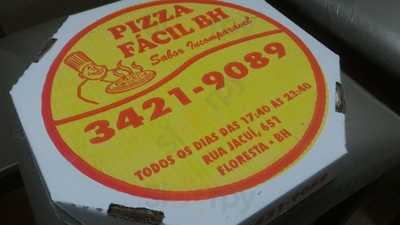 PIZZA
FÁCIL BH
Sabor Incomparável
3421-9089
TODOS OS DIAS DAS 17:40 ÀS 23:40
RUA JACUÍ, 651
FLORESTA - BH
3421-9089